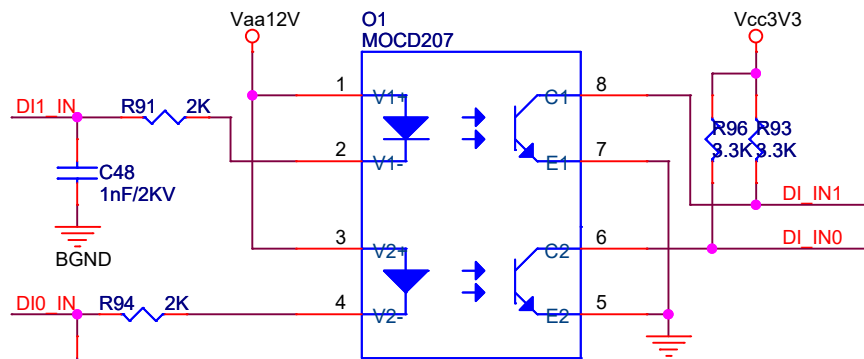 Vaa12V
O1
MOCD207
Vcc3V3
1
V1+
C1
8
DI1_IN
R91
2K
R96
R93
3.3K
3.3K
2
V1-
E1
7
C48
1nF/2KV
DI_IN1
BGND
3
V2+
C2
6
DI_IN0
DI0_IN
R94
2K
4
V2-
E2
5